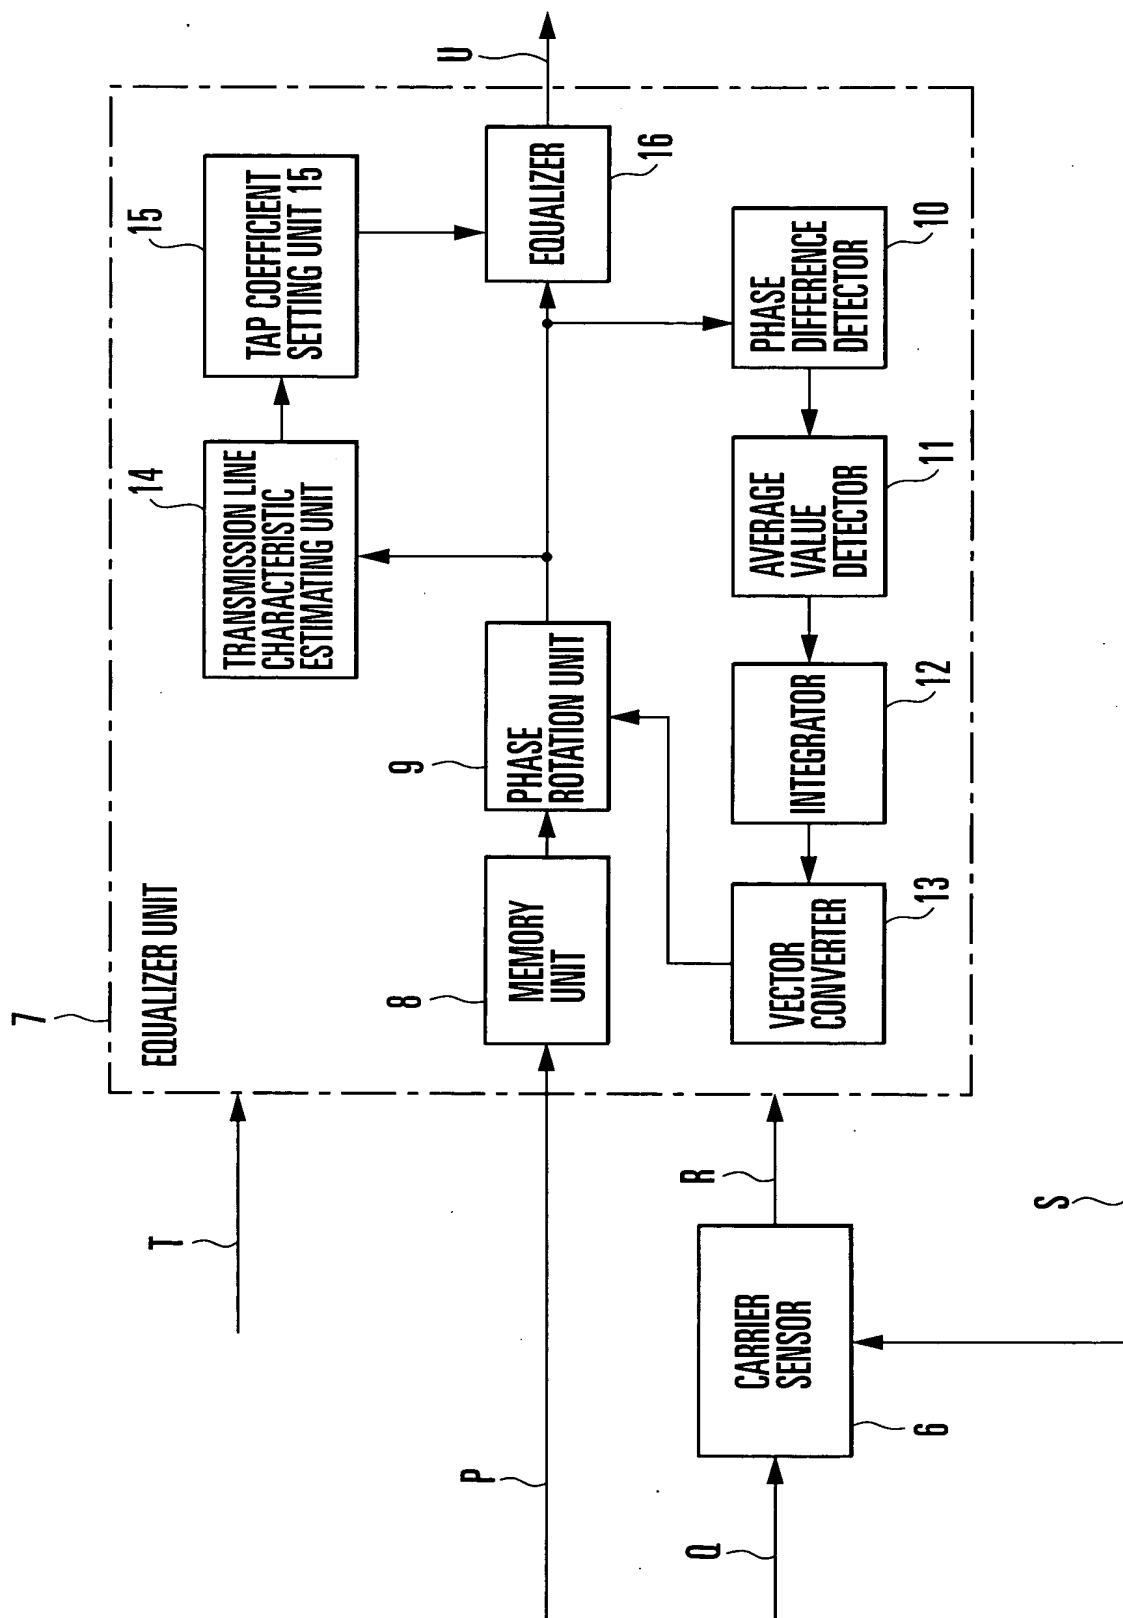 7
EQUALIZER UNIT
T
14
TRANSMISSION LINE
CHARACTERISTIC
ESTIMATING UNIT
15
TAP COEFFICIENT
SETTING UNIT 15
P
8
MEMORY
UNIT
9
PHASE
ROTATION UNIT
EQUALIZER
16
U
Q
CARRIER
SENSOR
6
R
S
VECTOR
CONVERTER
13
INTEGRATOR
12
AVERAGE
VALUE
DETECTOR
11
PHASE
DIFFERENCE
DETECTOR
10